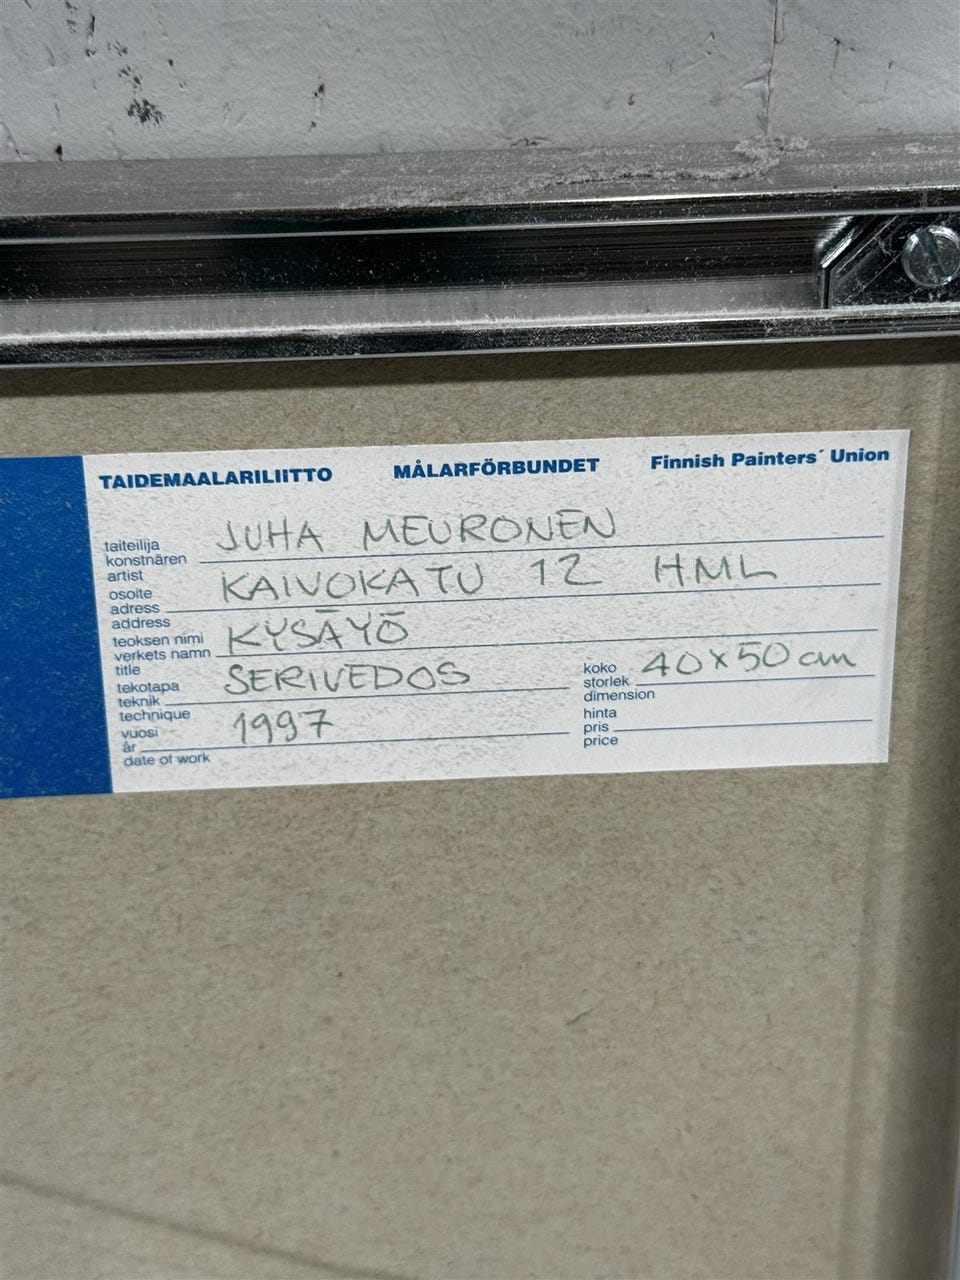 TAIDEMAALARILIITTO MÅLARFÖRBUNDET Finnish Painters´ Union
taiteilija
konstnären
artist
JUHA MEURONEN
osoite
adress
address
KAIVOKATU 12 HML
teoksen nimi
verkets namn
title
KYSÄYÖ
tekotapa
teknik
technique
SERIVEDOS
koko
storlek
dimension
40x50 cm
vuosi
år
date of work
1997
hinta
pris
price